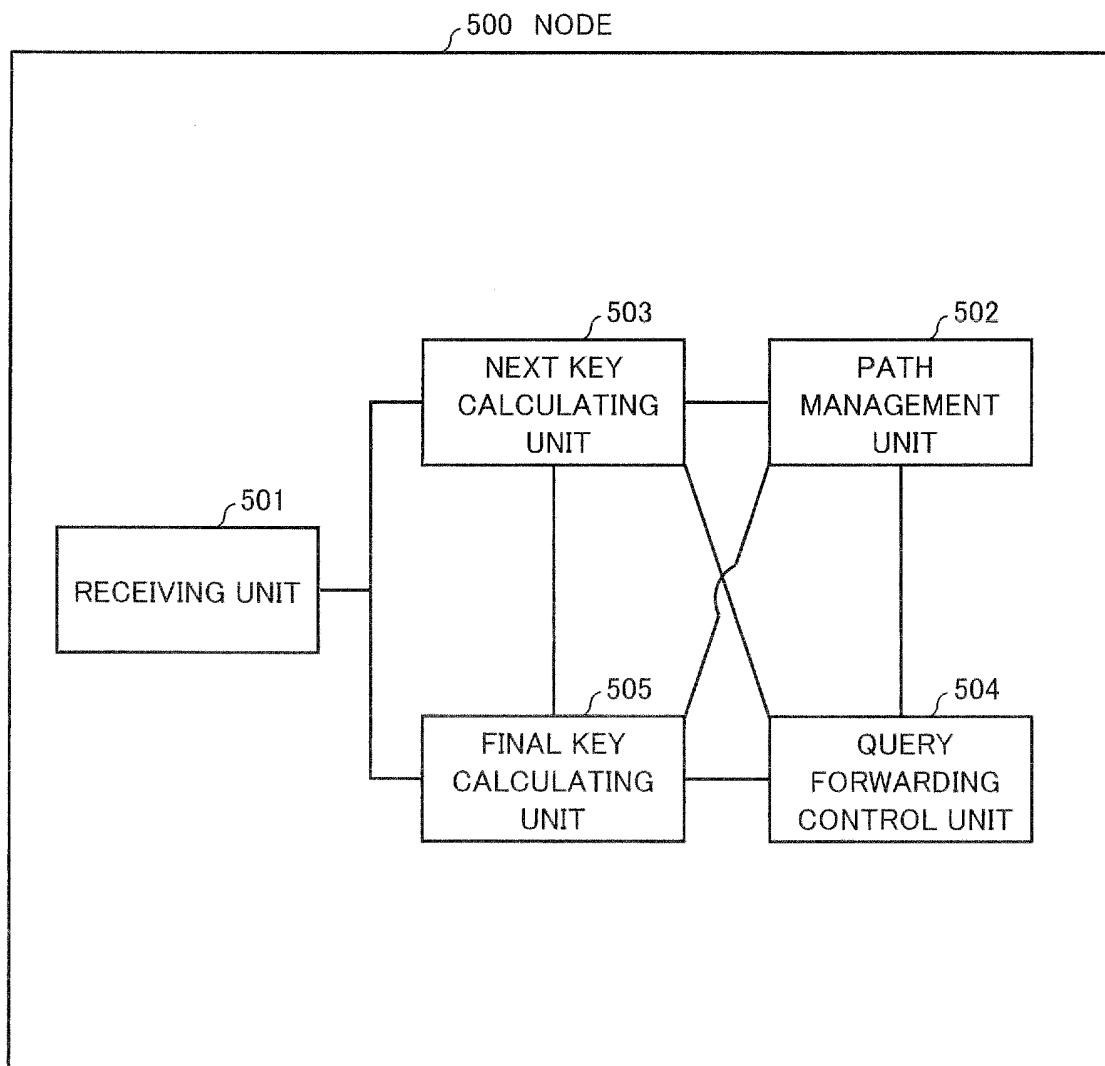 500 NODE
503
NEXT KEY
CALCULATING
UNIT
502
PATH
MANAGEMENT
UNIT
501
RECEIVING UNIT
505
FINAL KEY
CALCULATING
UNIT
504
QUERY
FORWARDING
CONTROL UNIT